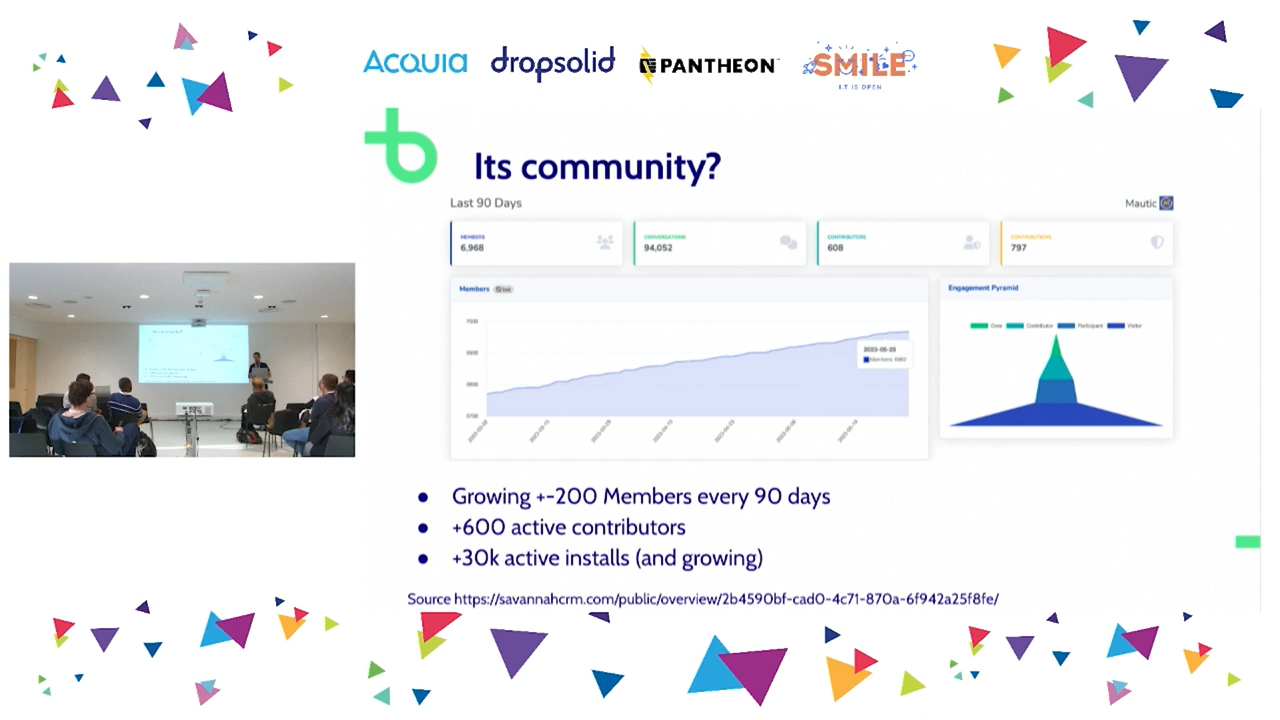 ACQUIA dropsolid PANTHEON SMILE
I.T IS OPEN
Its community?
Last 90 Days
Mautic
MEMBERS
6,968
CONVERSATIONS
94,052
CONTRIBUTORS
608
CONTRIBUTIONS
797
Members
Engagement Pyramid
Core Contributor Participant Visitor
Growing +-200 Members every 90 days
+600 active contributors
+30k active installs (and growing)
Source https://savannahcrm.com/public/overview/2b4590bf-cad0-4c71-870a-6f942a25f8fe/